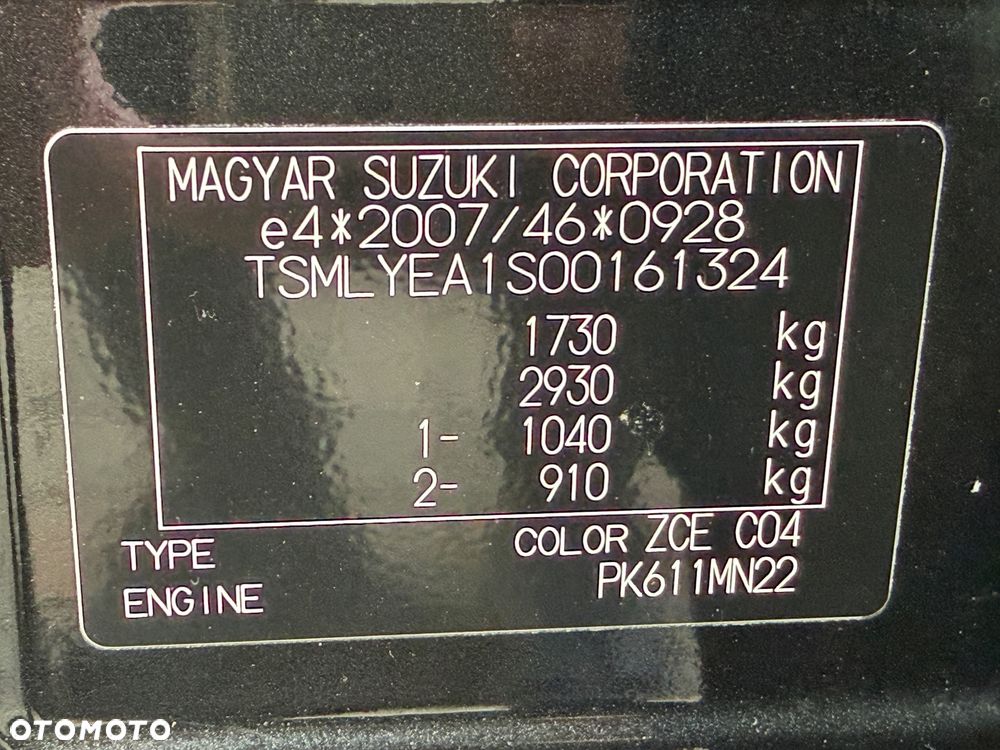 MAGYAR SUZUKI CORPORATION
e4*2007/46*0928
TSMLYEA1S00161324
1730 kg
2930 kg
1- 1040 kg
2- 910 kg
TYPE COLOR ZCE C04
ENGINE PK611MN22
OTOMOTO